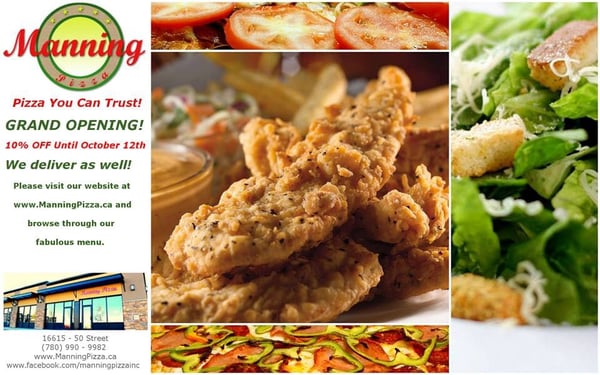 Manning
Pizza
Pizza You Can Trust!
GRAND OPENING!
10% OFF Until October 12th
We deliver as well!
Please visit our website at
www.ManningPizza.ca and
browse through our
fabulous menu.
Manning Pizza
16615 - 50 Street
(780) 990 - 9982
www.ManningPizza.ca
www.facebook.com/manningpizzainc